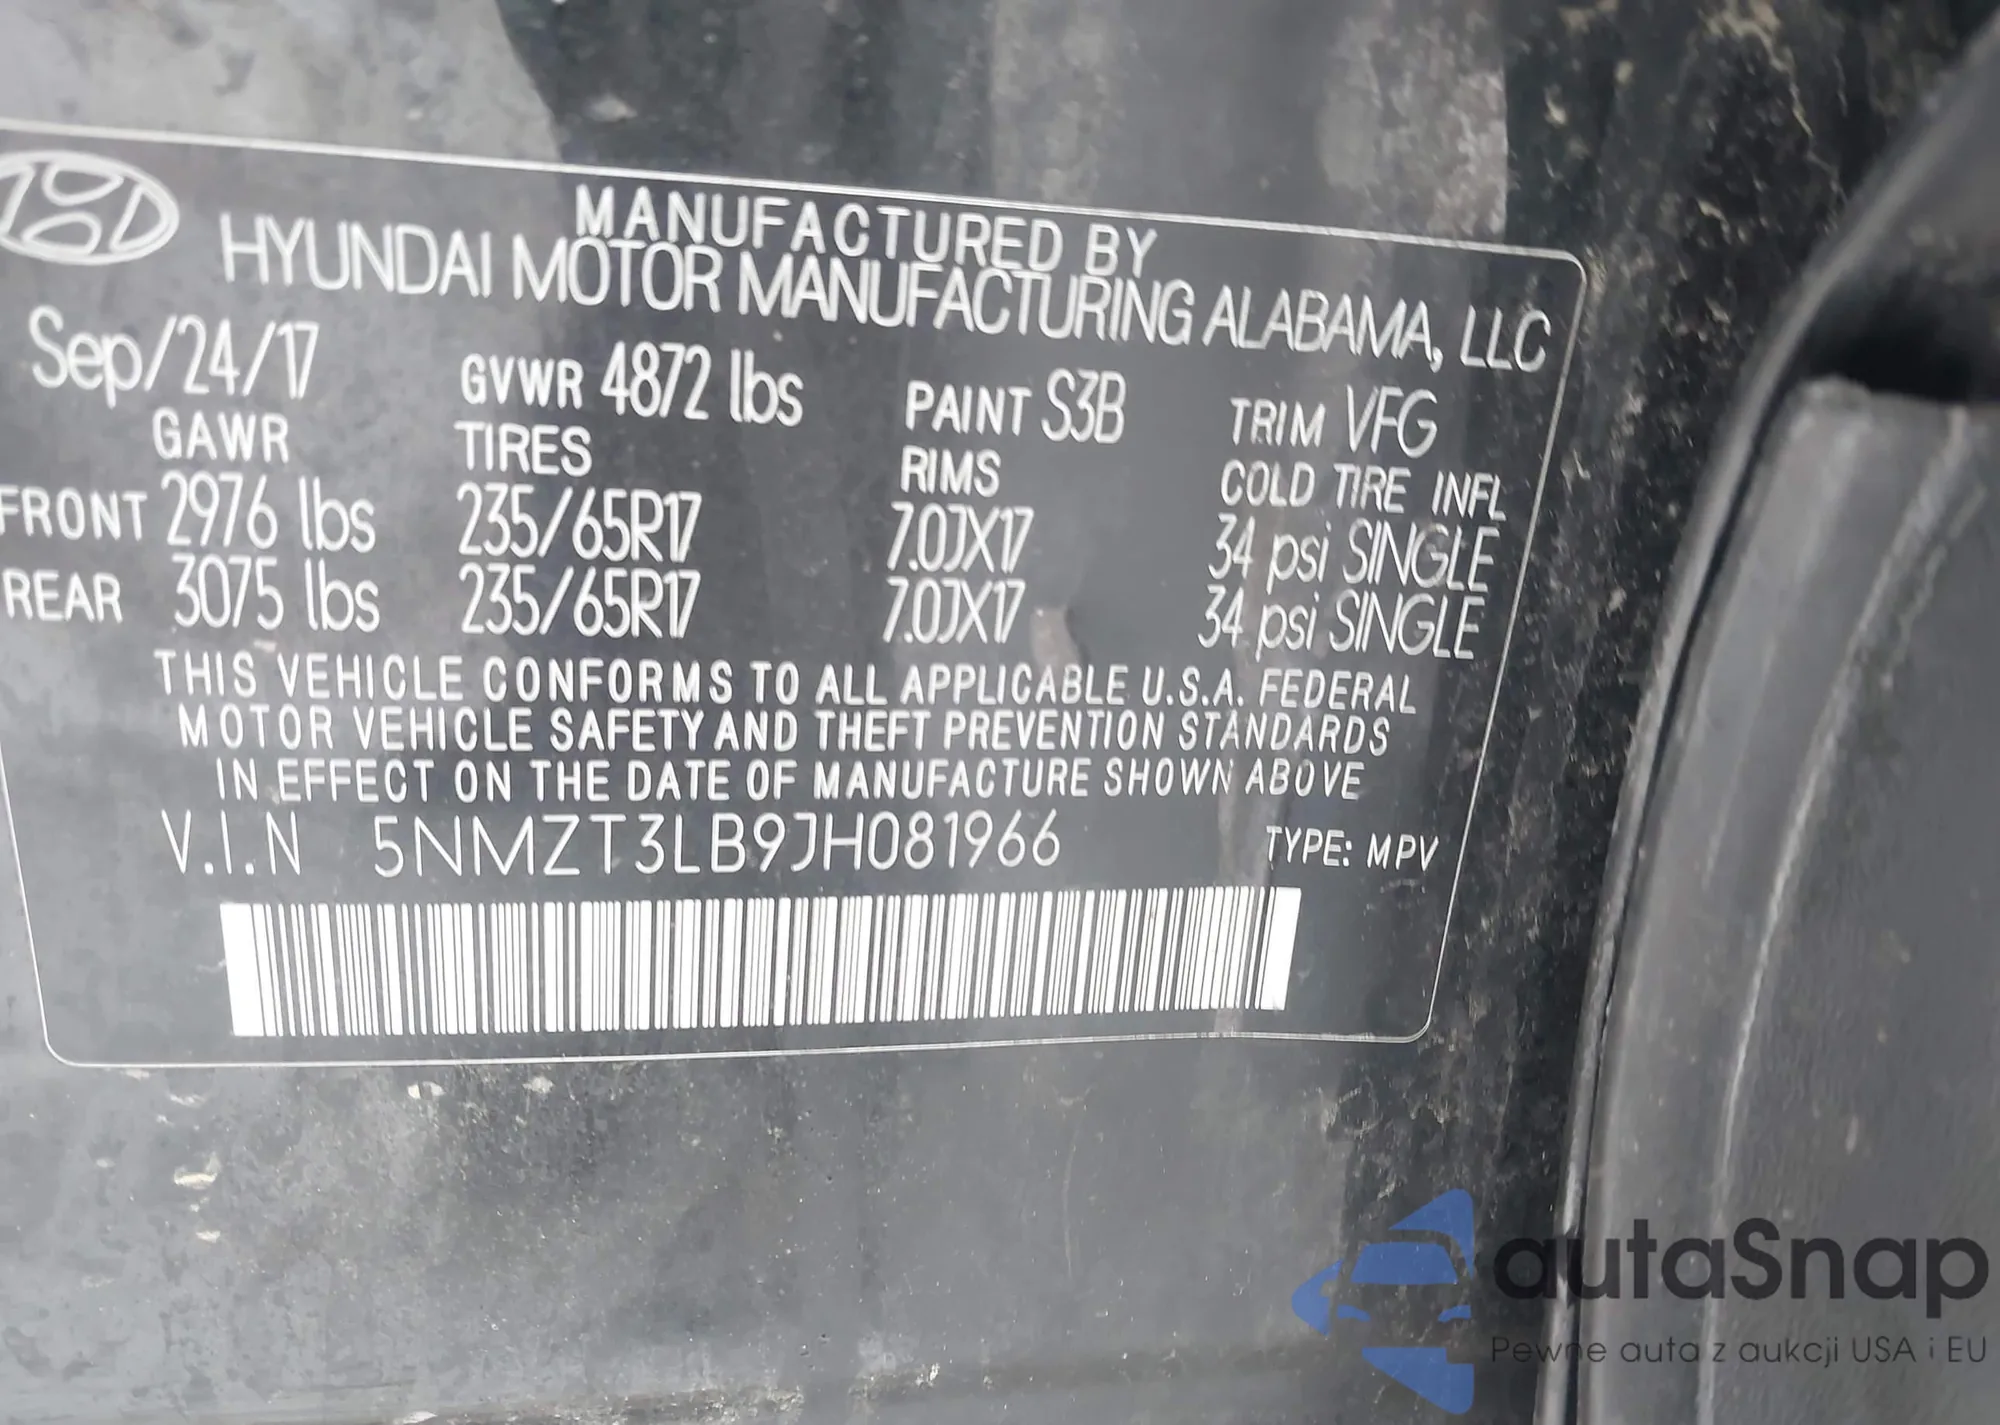 MANUFACTURED BY
HYUNDAI MOTOR MANUFACTURING ALABAMA, LLC
Sep/24/17 GVWR 4872 lbs PAINT S3B TRIM VFG
GAWR TIRES RIMS COLD TIRE INFL
FRONT 2976 lbs 235/65R17 7.0JX17 34 psi SINGLE
REAR 3075 lbs 235/65R17 7.0JX17 34 psi SINGLE
THIS VEHICLE CONFORMS TO ALL APPLICABLE U.S.A. FEDERAL
MOTOR VEHICLE SAFETY AND THEFT PREVENTION STANDARDS
IN EFFECT ON THE DATE OF MANUFACTURE SHOWN ABOVE
V.I.N 5NMZT3LB9JH081966 TYPE: MPV
autaSnap
Pewne auta z aukcji USA i EU